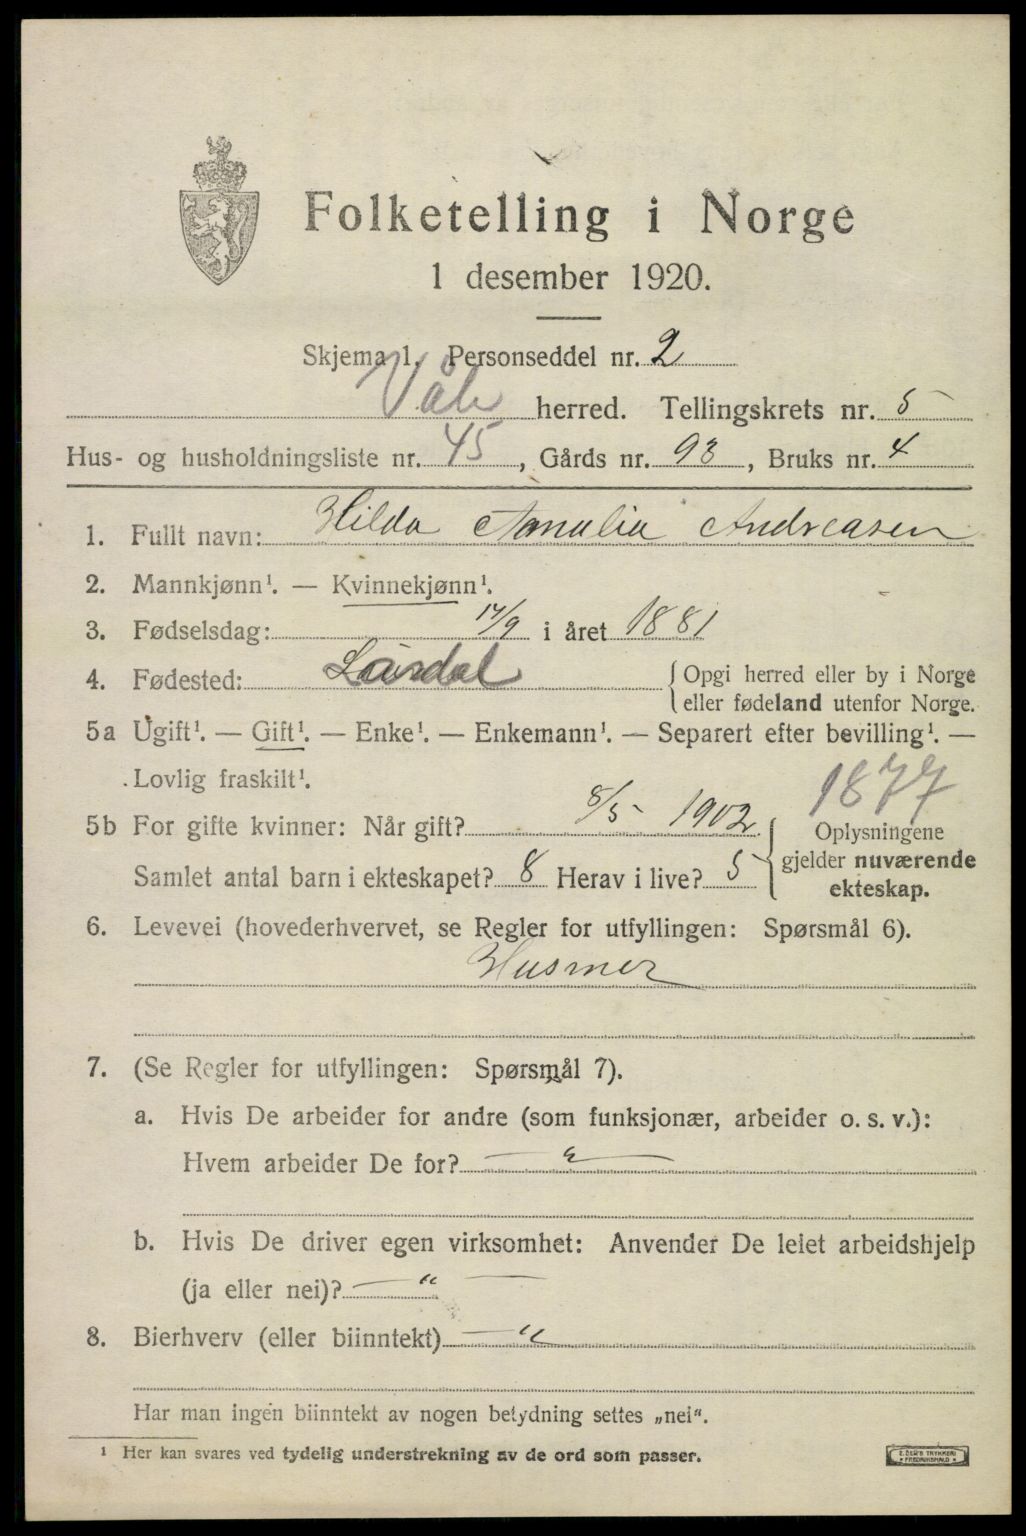 Folketelling i Norge
1 desember 1920.
Skjema 1. Personseddel nr. 2
Våle herred. Tellingskrets nr. 5
Hus- og husholdningsliste nr. 45, Gårds nr. 93, Bruks nr. 4
1. Fullt navn: Hilda Amalia Andreasen
2. Mannkjønn¹. — Kvinnekjønn¹.
3. Fødselsdag: 17/9 i året 1881
4. Fødested: Lardal { Opgi herred eller by i Norge
eller fødeland utenfor Norge.
5a Ugift¹. — Gift¹. — Enke¹. — Enkemann¹. — Separert efter bevilling¹. —
Lovlig fraskilt¹.
1877
5b For gifte kvinner: Når gift? 8/5 - 1902
Samlet antal barn i ekteskapet? 8 Herav i live? 5
Oplysningene
gjelder nuværende
ekteskap.
6. Levevei (hovederhvervet, se Regler for utfyllingen: Spørsmål 6).
Husmor
7. (Se Regler for utfyllingen: Spørsmål 7).
a. Hvis De arbeider for andre (som funksjonær, arbeider o. s. v.):
Hvem arbeider De for? — " —
b. Hvis De driver egen virksomhet: Anvender De leiet arbeidshjelp
(ja eller nei)? — " —
8. Bierhverv (eller biinntekt) — " —
Har man ingen biinntekt av nogen betydning settes „nei".
¹ Her kan svares ved tydelig understrekning av de ord som passer.
FREDRIKSHALD